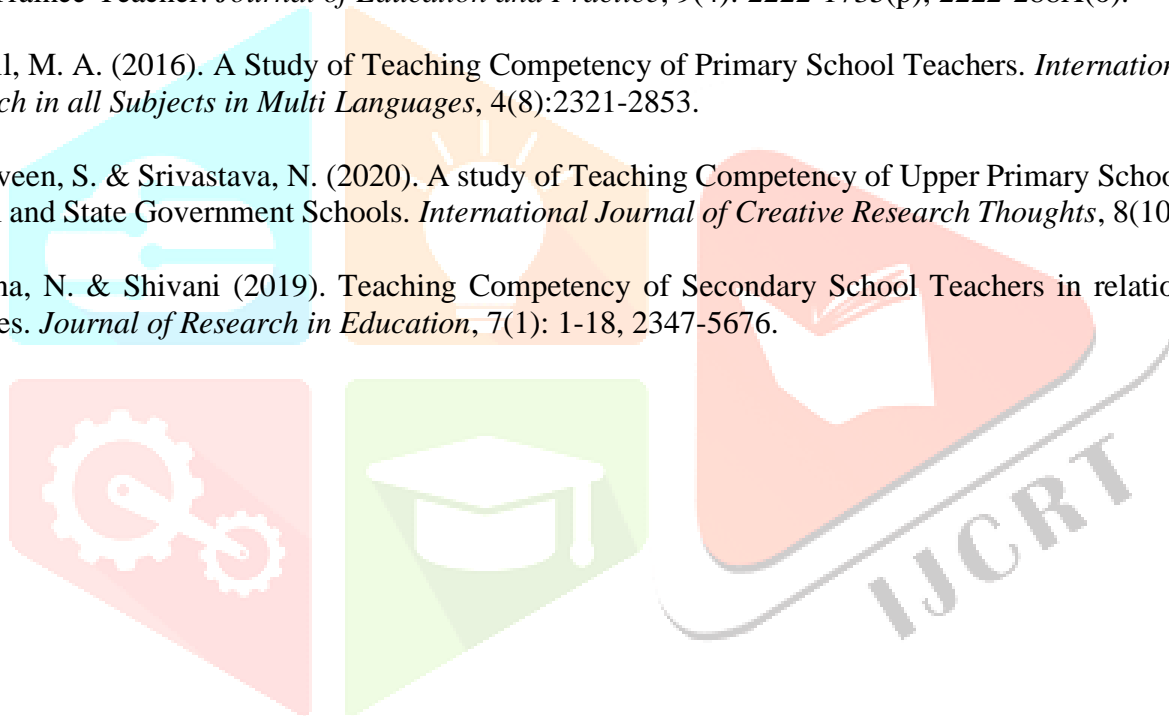 Teacher. Journal of Education and Practice, 9(4): 2222-1735(p), 2222-288X(o).
M. A. (2016). A Study of Teaching Competency of Primary School Teachers. Internation
ch in all Subjects in Multi Languages, 4(8):2321-2853.
veen, S. & Srivastava, N. (2020). A study of Teaching Competency of Upper Primary Schoo
and State Government Schools. International Journal of Creative Research Thoughts, 8(10
N. & Shivani (2019). Teaching Competency of Secondary School Teachers in relatio
es. Journal of Research in Education, 7(1): 1-18, 2347-5676.
IJCRT